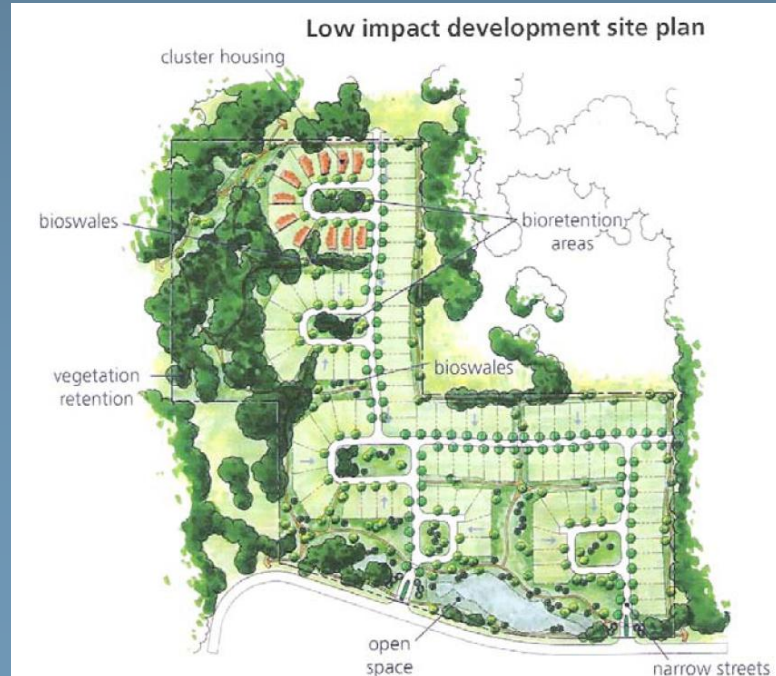 Low impact development site plan
cluster housing
bioswales
bioretention
areas
vegetation
retention
bioswales
open
space
narrow streets